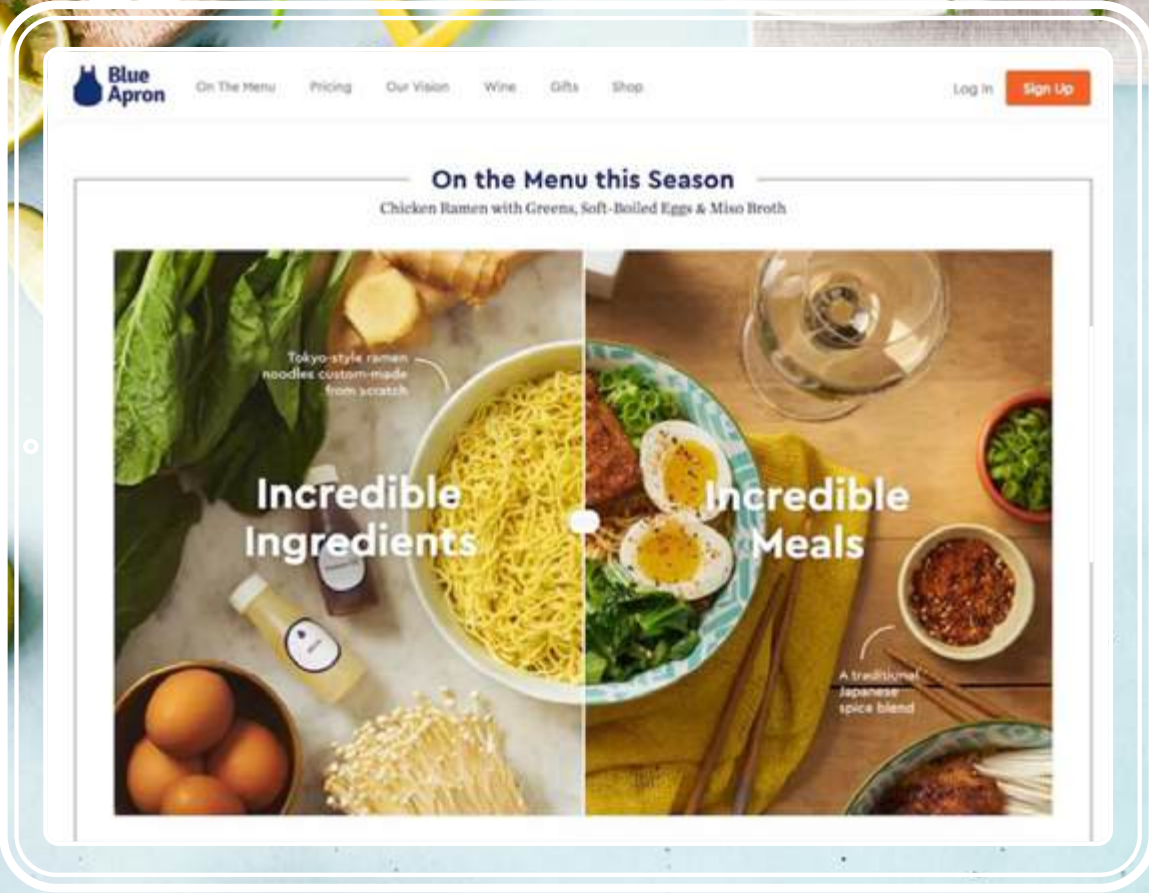 Blue
Apron
On The Menu
Pricing
Our Vision
Wine
Gifts
Shop
Log In
Sign Up
On the Menu this Season
Chicken Ramen with Greens, Soft-Boiled Eggs & Miso Broth
Tokyo-style ramen
noodles custom-made
from scratch
Incredible
Ingredients
Incredible
Meals
A traditional
Japanese
spice blend